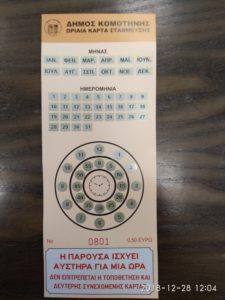 ΔΗΜΟΣ ΚΟΜΟΤΗΝΗΣ
ΩΡΙΑΙΑ ΚΑΡΤΑ ΣΤΑΘΜΕΥΣΗΣ
ΜΗΝΑΣ
ΙΑΝ. ΦΕΒ. ΜΑΡ. ΑΠΡ. ΜΑΙ. ΙΟΥΝ.
ΙΟΥΛ. ΑΥΓ. ΣΕΠ. ΟΚΤ. ΝΟΕ. ΔΕΚ.
ΗΜΕΡΟΜΗΝΙΑ
1 2 3 4 5 6 7 8 9
10 11 12 13 14 15 16 17 18
19 20 21 22 23 24 25 26 27
28 29 30 31
No 0801 0,50 ΕΥΡΩ
Η ΠΑΡΟΥΣΑ ΙΣΧΥΕΙ
ΑΥΣΤΗΡΑ ΓΙΑ ΜΙΑ ΩΡΑ
ΔΕΝ ΕΠΙΤΡΕΠΕΤΑΙ Η ΤΟΠΟΘΕΤΗΣΗ ΚΑΙ
ΔΕΥΤΕΡΗΣ ΣΥΝΕΧΟΜΕΝΗΣ ΚΑΡΤΑΣ
2018-12-28 12:04